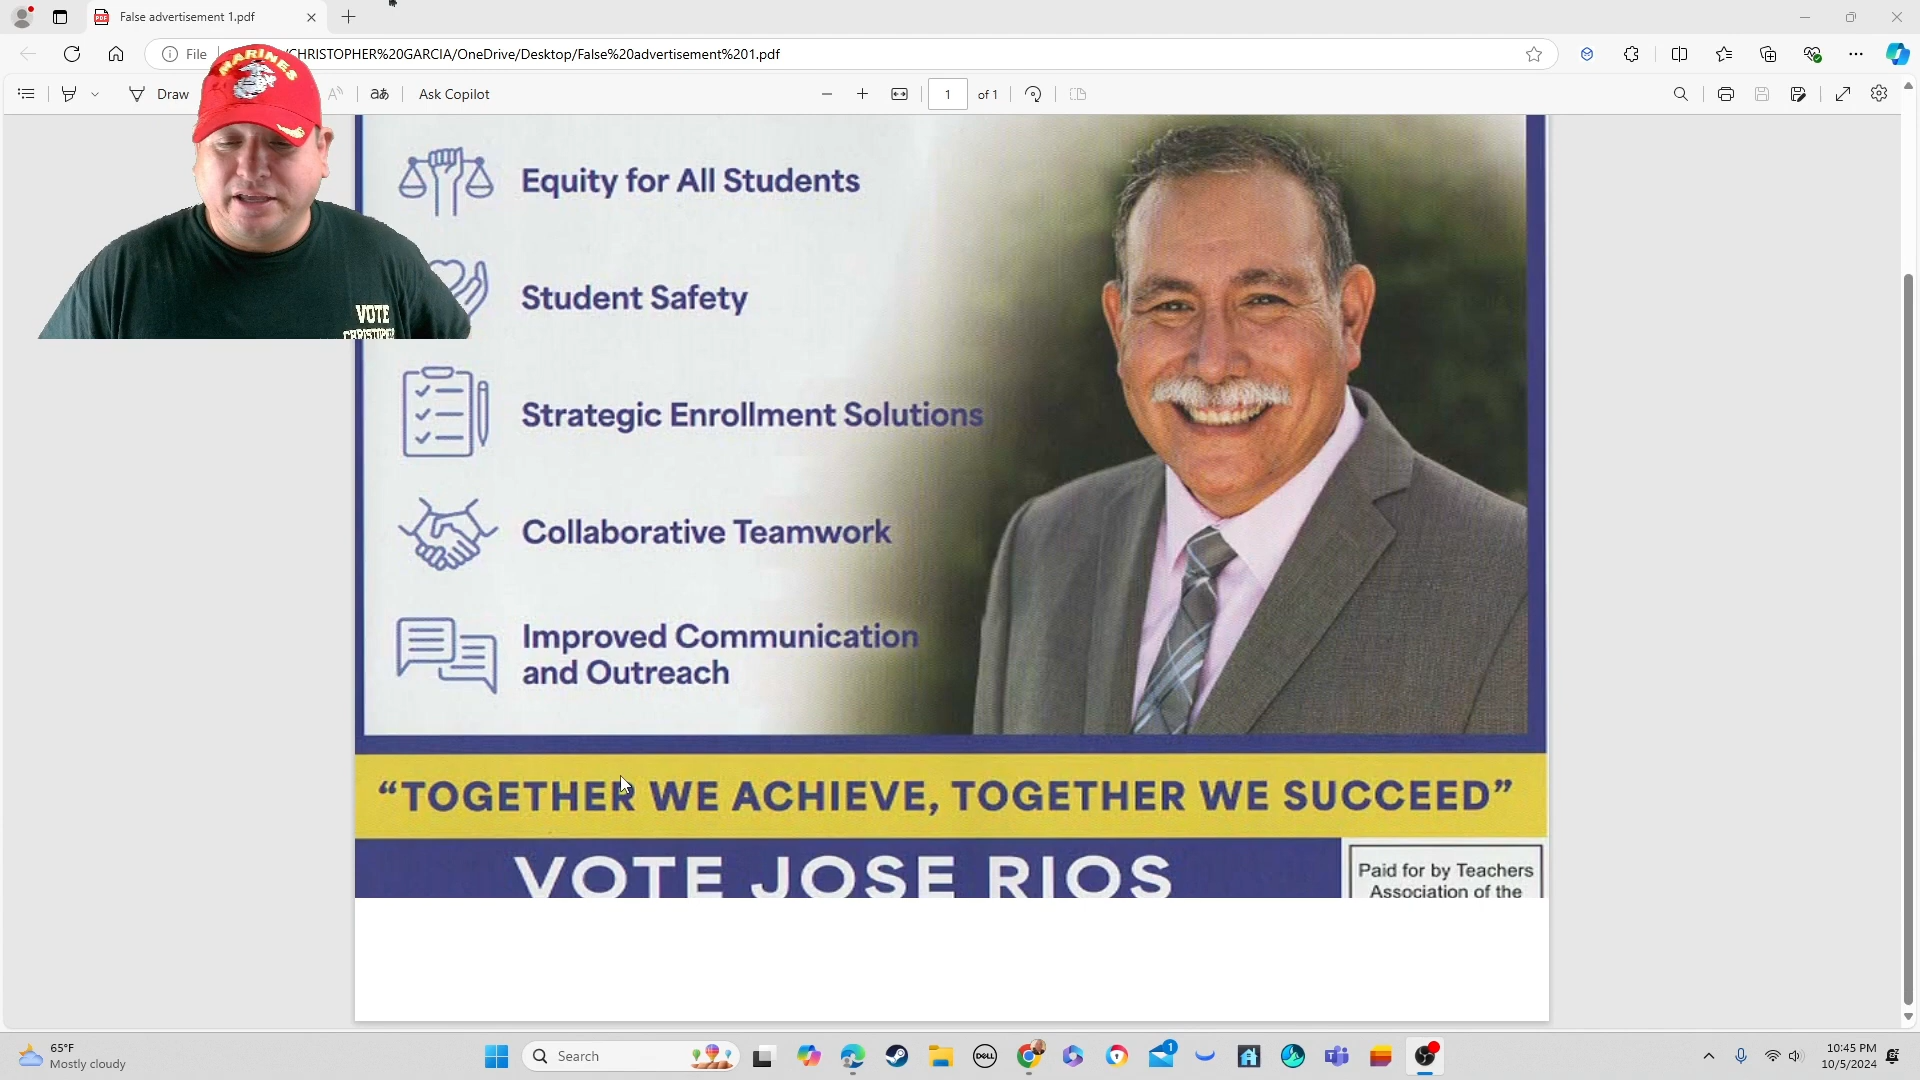 False advertisement 1.pdf
File
/CHRISTOPHER%20GARCIA/OneDrive/Desktop/False%20advertisement%201.pdf
Draw
Ask Copilot
1
of 1
MARINES
VOTE
CHRISTOPHER
Equity for All Students
Student Safety
Strategic Enrollment Solutions
Collaborative Teamwork
Improved Communication
and Outreach
“TOGETHER WE ACHIEVE, TOGETHER WE SUCCEED”
VOTE JOSE RIOS
Paid for by Teachers
Association of the
65°F
Mostly cloudy
Search
DELL
1
10:45 PM
10/5/2024